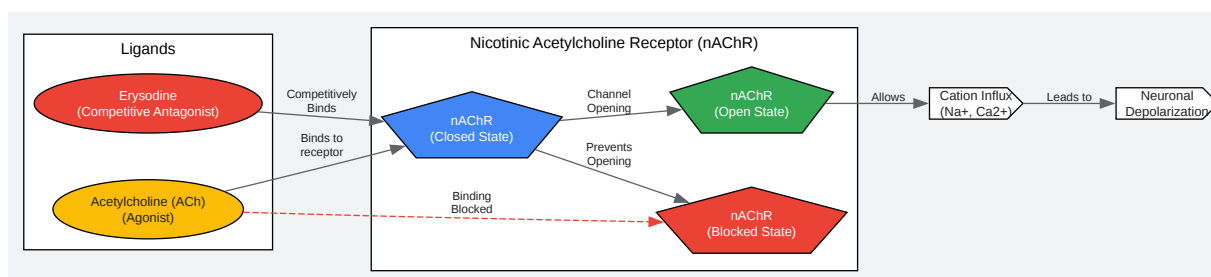 Ligands
Erysodine
(Competitive Antagonist)
Acetylcholine (ACh)
(Agonist)
Competitively
Binds
Binds to
receptor
Binding
Blocked
Nicotinic Acetylcholine Receptor (nAChR)
nAChR
(Closed State)
Channel
Opening
Prevents
Opening
nAChR
(Open State)
nAChR
(Blocked State)
Allows
Cation Influx
(Na+, Ca2+)
Leads to
Neuronal
Depolarization